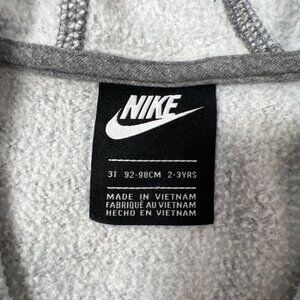 NIKE
3T 92-98CM 2-3YRS
MADE IN VIETNAM
FABRIQUÉ AU VIETNAM
HECHO EN VIETNAM